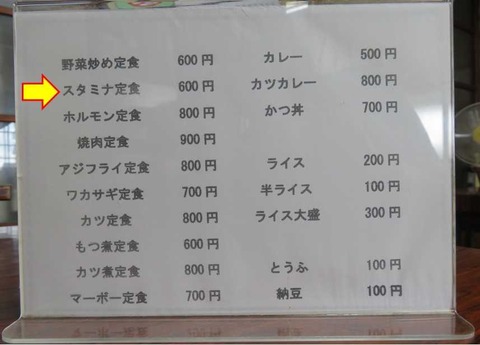 野菜炒め定食 600円
スタミナ定食 600円
ホルモン定食 800円
焼肉定食 900円
アジフライ定食 800円
ワカサギ定食 700円
カツ定食 800円
もつ煮定食 600円
カツ煮定食 800円
マーボー定食 700円
カレー 500円
カツカレー 800円
かつ丼 700円
ライス 200円
半ライス 100円
ライス大盛 300円
とうふ 100円
納豆 100円